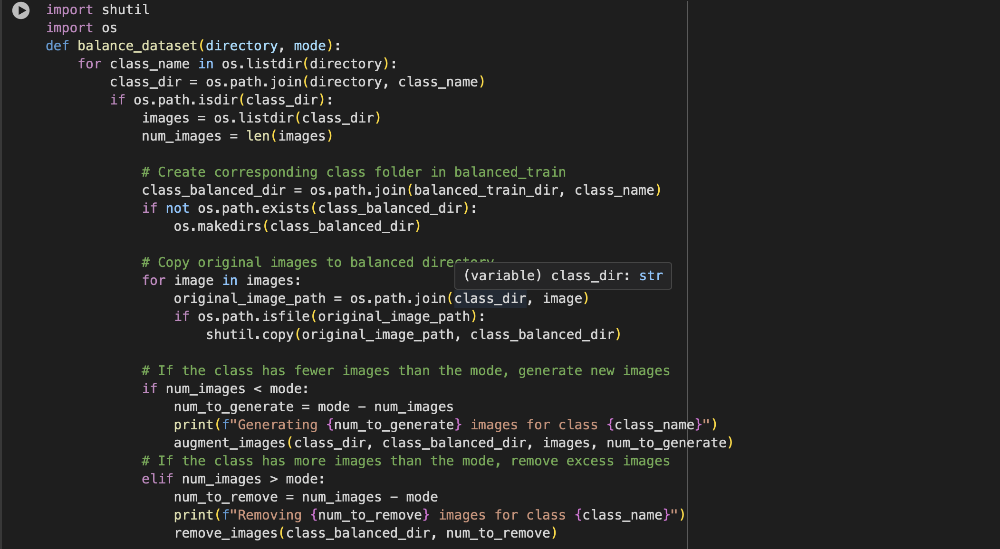 import shutil
import os
def balance_dataset(directory, mode):
    for class_name in os.listdir(directory):
        class_dir = os.path.join(directory, class_name)
        if os.path.isdir(class_dir):
            images = os.listdir(class_dir)
            num_images = len(images)

            # Create corresponding class folder in balanced_train
            class_balanced_dir = os.path.join(balanced_train_dir, class_name)
            if not os.path.exists(class_balanced_dir):
                os.makedirs(class_balanced_dir)

            # Copy original images to balanced directory
(variable) class_dir: str
            for image in images:
                original_image_path = os.path.join(class_dir, image)
                if os.path.isfile(original_image_path):
                    shutil.copy(original_image_path, class_balanced_dir)

            # If the class has fewer images than the mode, generate new images
            if num_images < mode:
                num_to_generate = mode - num_images
                print(f"Generating {num_to_generate} images for class {class_name}")
                augment_images(class_dir, class_balanced_dir, images, num_to_generate)
            # If the class has more images than the mode, remove excess images
            elif num_images > mode:
                num_to_remove = num_images - mode
                print(f"Removing {num_to_remove} images for class {class_name}")
                remove_images(class_balanced_dir, num_to_remove)